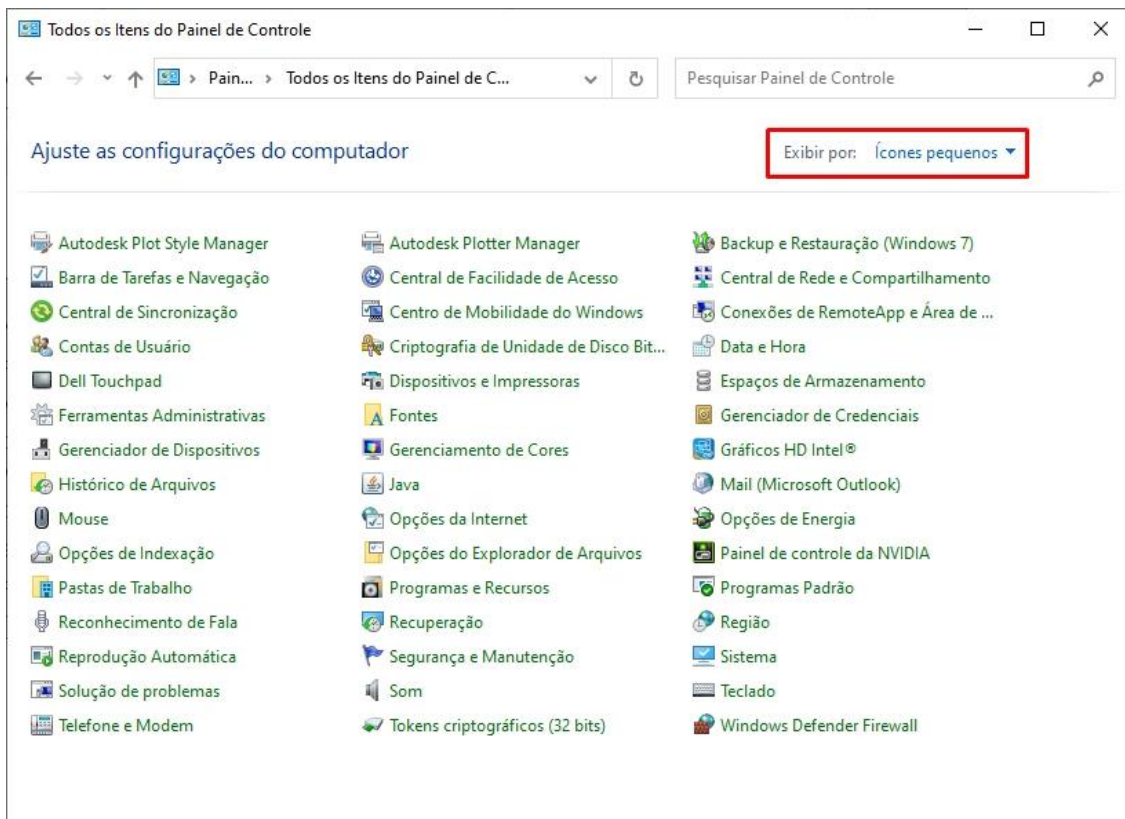 Todos os Itens do Painel de Controle
Pain... › Todos os Itens do Painel de C...
Pesquisar Painel de Controle
Ajuste as configurações do computador
Exibir por: Ícones pequenos
Autodesk Plot Style Manager
Autodesk Plotter Manager
Backup e Restauração (Windows 7)
Barra de Tarefas e Navegação
Central de Facilidade de Acesso
Central de Rede e Compartilhamento
Central de Sincronização
Centro de Mobilidade do Windows
Conexões de RemoteApp e Área de ...
Contas de Usuário
Criptografia de Unidade de Disco Bit...
Data e Hora
Dell Touchpad
Dispositivos e Impressoras
Espaços de Armazenamento
Ferramentas Administrativas
Fontes
Gerenciador de Credenciais
Gerenciador de Dispositivos
Gerenciamento de Cores
Gráficos HD Intel®
Histórico de Arquivos
Java
Mail (Microsoft Outlook)
Mouse
Opções da Internet
Opções de Energia
Opções de Indexação
Opções do Explorador de Arquivos
Painel de controle da NVIDIA
Pastas de Trabalho
Programas e Recursos
Programas Padrão
Reconhecimento de Fala
Recuperação
Região
Reprodução Automática
Segurança e Manutenção
Sistema
Solução de problemas
Som
Teclado
Telefone e Modem
Tokens criptográficos (32 bits)
Windows Defender Firewall